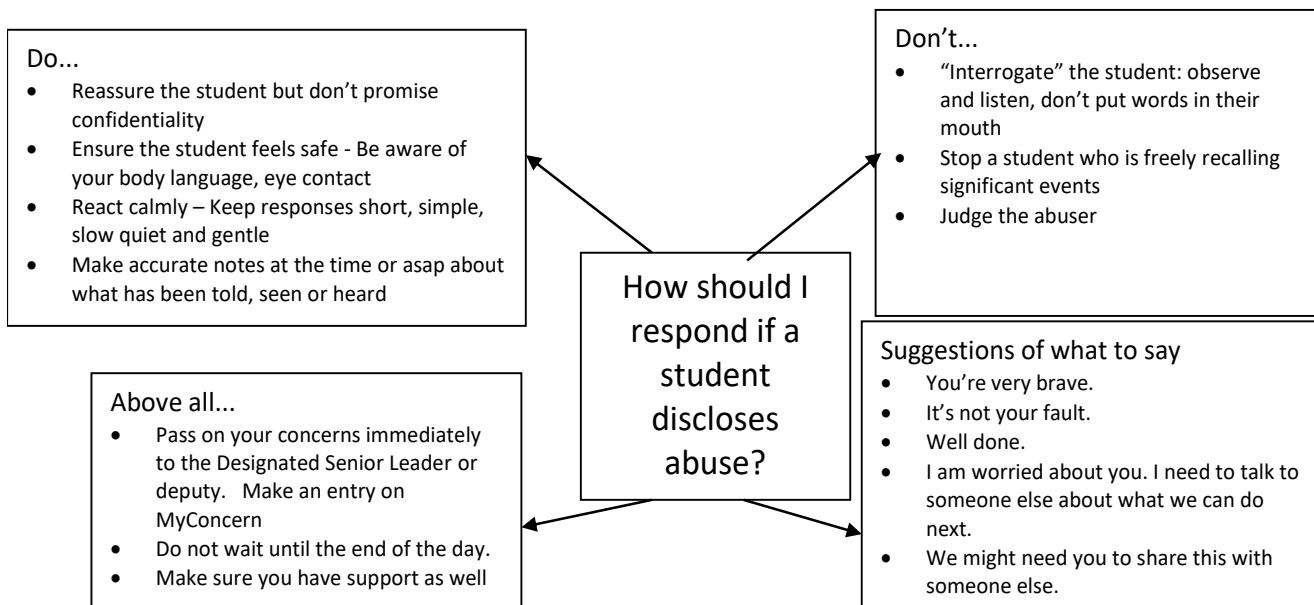 Do...
• Reassure the student but don’t promise
confidentiality
• Ensure the student feels safe - Be aware of
your body language, eye contact
• React calmly – Keep responses short, simple,
slow quiet and gentle
• Make accurate notes at the time or asap about
what has been told, seen or heard
Don’t...
• “Interrogate” the student: observe
and listen, don’t put words in their
mouth
• Stop a student who is freely recalling
significant events
• Judge the abuser
How should I
respond if a
student
discloses
abuse?
Above all...
• Pass on your concerns immediately
to the Designated Senior Leader or
deputy. Make an entry on
MyConcern
• Do not wait until the end of the day.
• Make sure you have support as well
Suggestions of what to say
• You’re very brave.
• It’s not your fault.
• Well done.
• I am worried about you. I need to talk to
someone else about what we can do
next.
• We might need you to share this with
someone else.